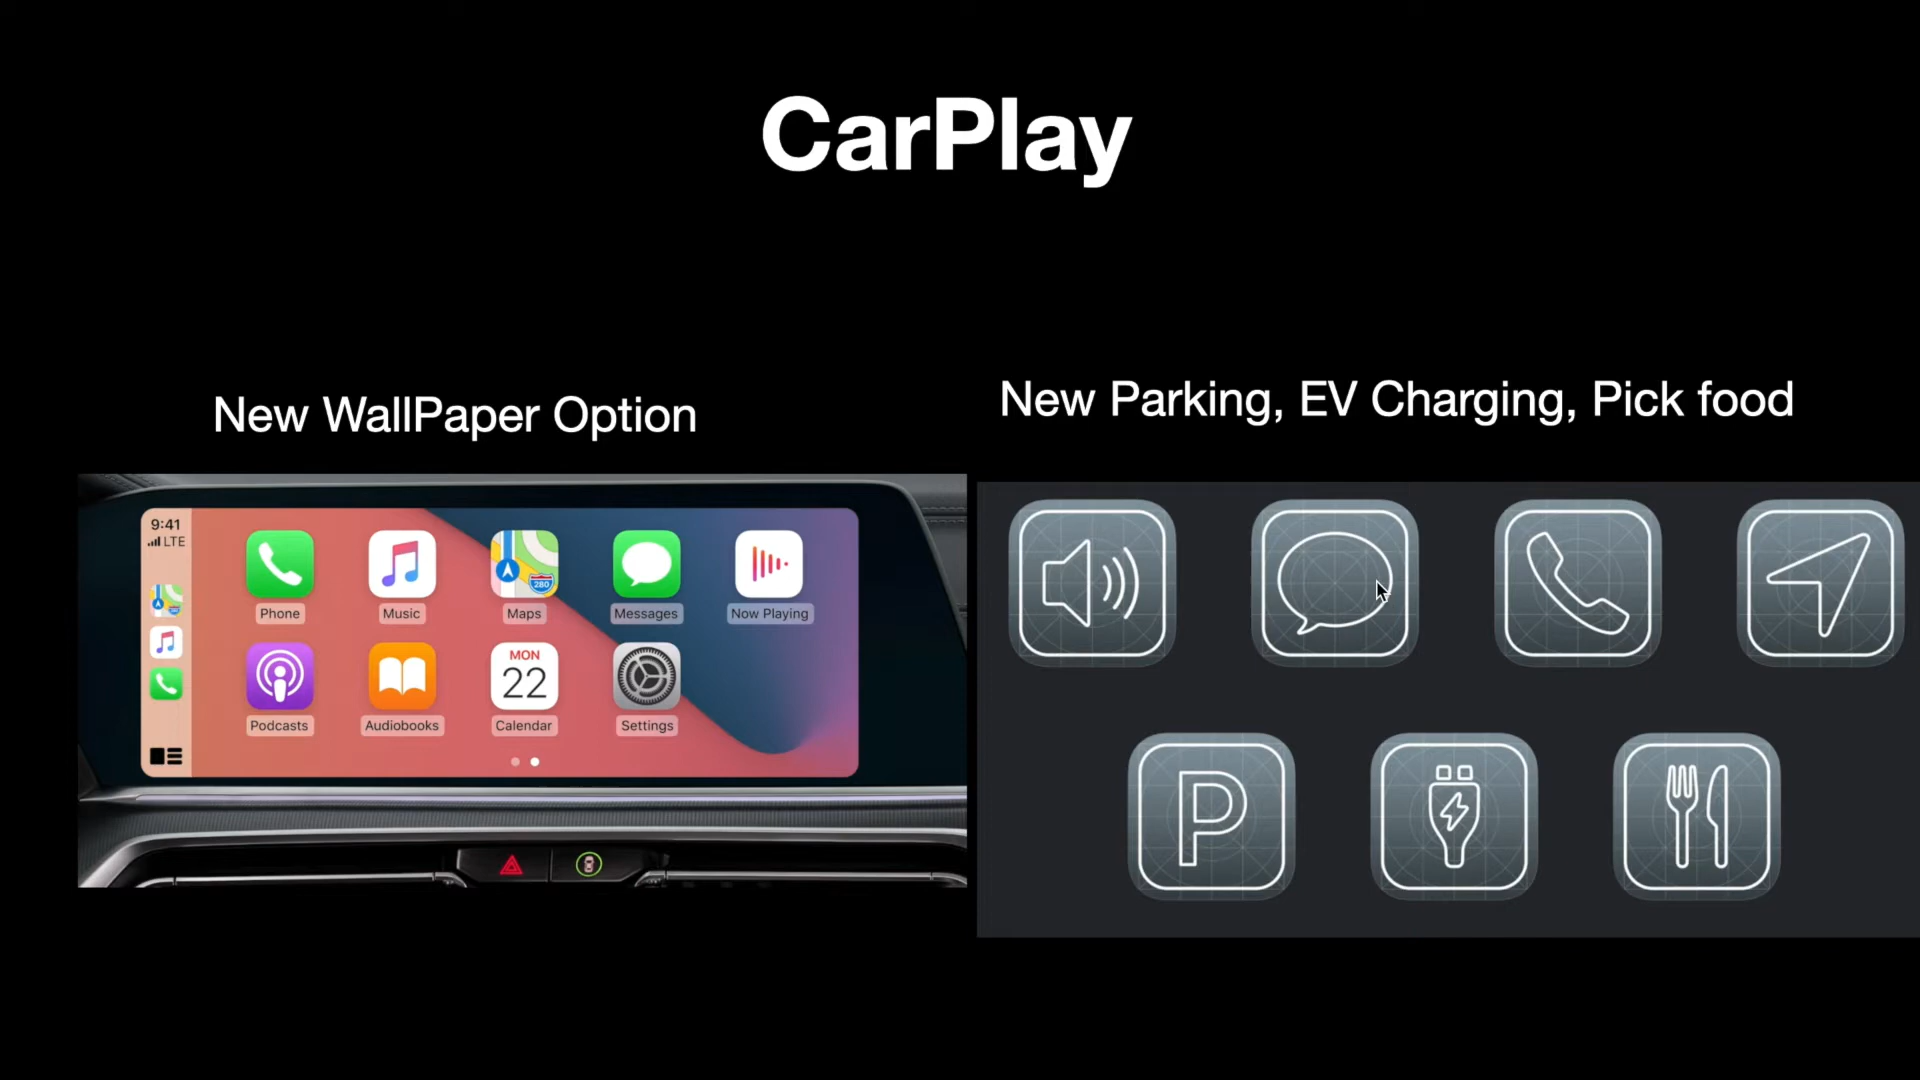 CarPlay
New WallPaper Option
New Parking, EV Charging, Pick food
9:41
LTE
Phone
Music
280
Maps
Messages
Now Playing
Podcasts
Audiobooks
MON
22
Calendar
Settings
P